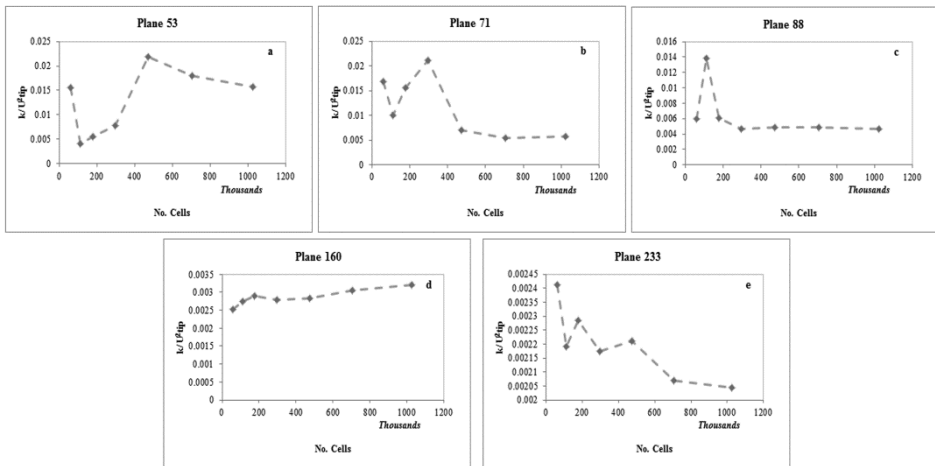 Plane 53
a
k/U²tip
0.025
0.02
0.015
0.01
0.005
0
0 200 400 600 800 1000 1200
Thousands
No. Cells
Plane 71
b
k/U²tip
0.025
0.02
0.015
0.01
0.005
0
0 200 400 600 800 1000 1200
Thousands
No. Cells
Plane 88
c
k/U²tip
0.016
0.014
0.012
0.01
0.008
0.006
0.004
0.002
0
0 200 400 600 800 1000 1200
Thousands
No. Cells
Plane 160
d
k/U²tip
0.0035
0.003
0.0025
0.002
0.0015
0.001
0.0005
0
0 200 400 600 800 1000 1200
Thousands
No. Cells
Plane 233
e
k/U²tip
0.00245
0.0024
0.00235
0.0023
0.00225
0.0022
0.00215
0.0021
0.00205
0.002
0 200 400 600 800 1000 1200
Thousands
No. Cells